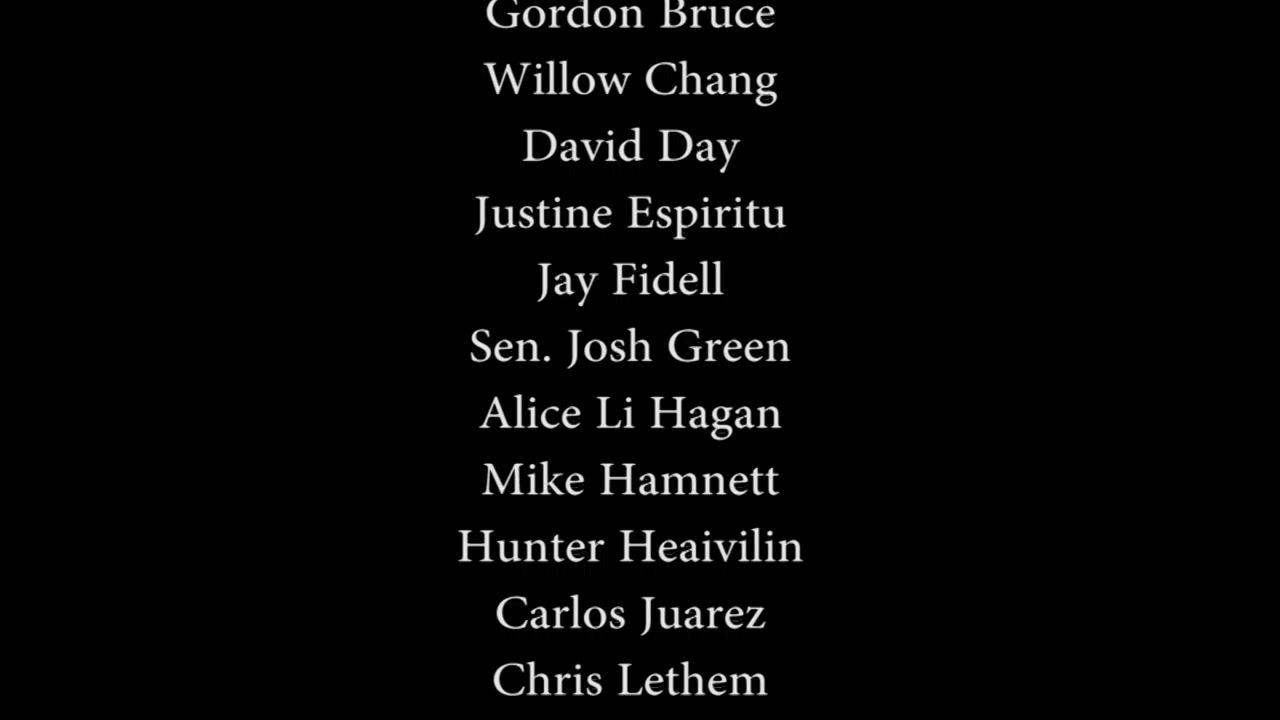 Gordon Bruce
Willow Chang
David Day
Justine Espiritu
Jay Fidell
Sen. Josh Green
Alice Li Hagan
Mike Hamnett
Hunter Heaivilin
Carlos Juarez
Chris Lethem